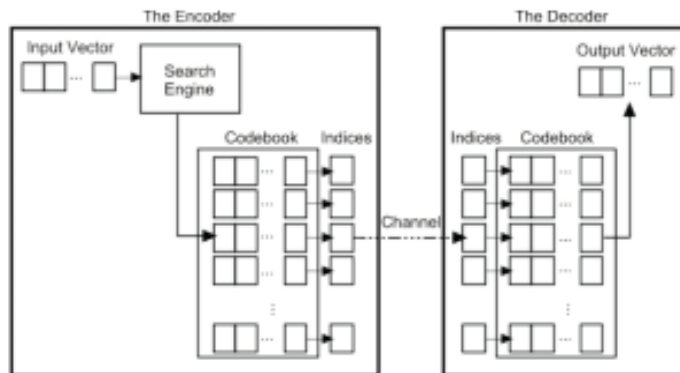 The Encoder
The Decoder
Input Vector
Output Vector
Search
Engine
Codebook
Indices
Indices
Codebook
Channel